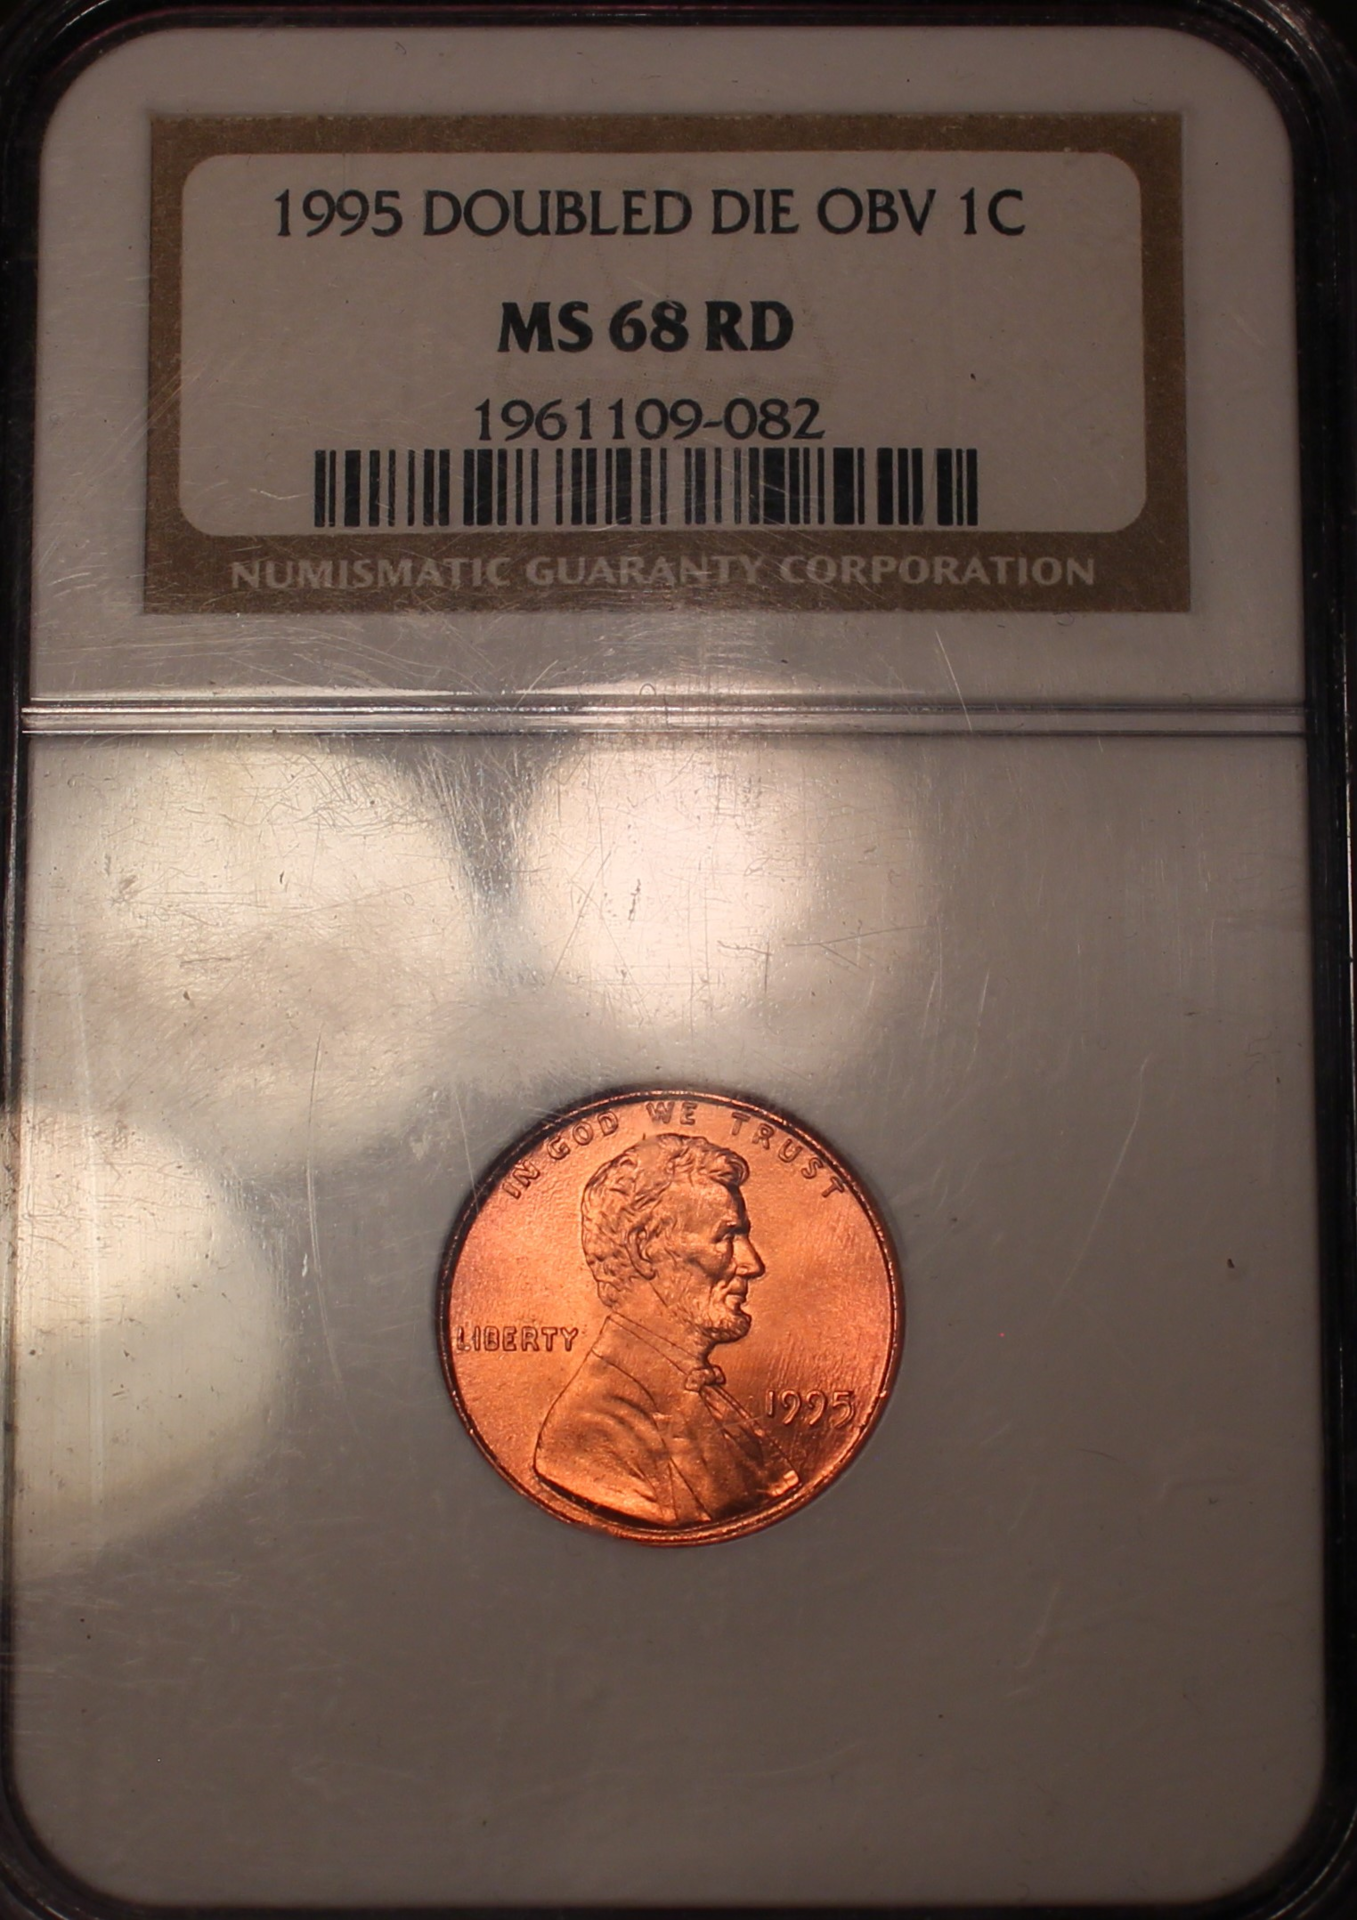 1995 DOUBLED DIE OBV 1C
MS 68 RD
1961109-082
NUMISMATIC GUARANTY CORPORATION
IN GOD WE TRUST
LIBERTY
1995